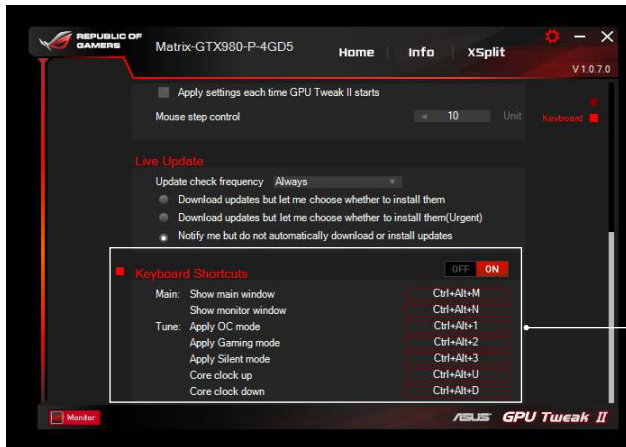 REPUBLIC OF
GAMERS
Matrix-GTX980-P-4GD5
Home Info XSplit
V 1.0.7.0
Apply settings each time GPU Tweak II starts
Mouse step control 10 Unit
Keyboard
Live Update
Update check frequency Always
Download updates but let me choose whether to install them
Download updates but let me choose whether to install them(Urgent)
Notify me but do not automatically download or install updates
Keyboard Shortcuts OFF ON
Main: Show main window Ctrl+Alt+M
Show monitor window Ctrl+Alt+N
Tune: Apply OC mode Ctrl+Alt+1
Apply Gaming mode Ctrl+Alt+2
Apply Silent mode Ctrl+Alt+3
Core clock up Ctrl+Alt+U
Core clock down Ctrl+Alt+D
Monitor
ASUS GPU Tweak II